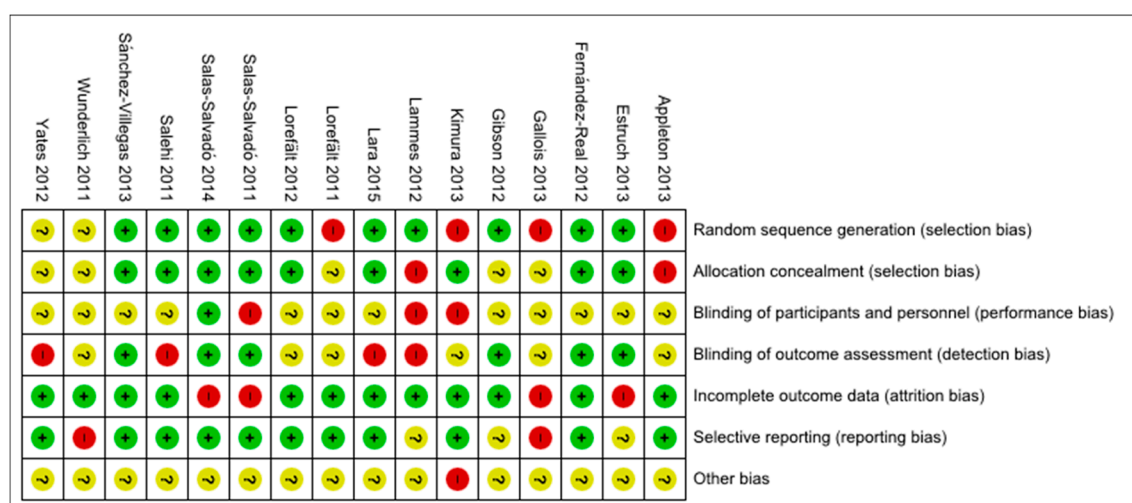 Yates 2012
Wunderlich 2011
Sánchez-Villegas 2013
Salehi 2011
Salas-Salvadó 2014
Salas-Salvadó 2011
Lorefält 2012
Lorefält 2011
Lara 2015
Lammes 2012
Kimura 2013
Gibson 2012
Gallois 2013
Fernández-Real 2012
Estruch 2013
Appleton 2013
? ? + + + + + - + + - + - + + - Random sequence generation (selection bias)
? ? + + + + + ? + - + ? ? + + - Allocation concealment (selection bias)
? ? ? ? + - ? ? ? - - ? ? ? ? ? Blinding of participants and personnel (performance bias)
- ? + - + + ? ? - - ? + ? + + ? Blinding of outcome assessment (detection bias)
+ + + + - - + + + + + + - + - + Incomplete outcome data (attrition bias)
+ - + + + + + + + ? + ? - + ? + Selective reporting (reporting bias)
? ? ? ? ? ? ? ? ? ? - ? ? ? ? ? Other bias